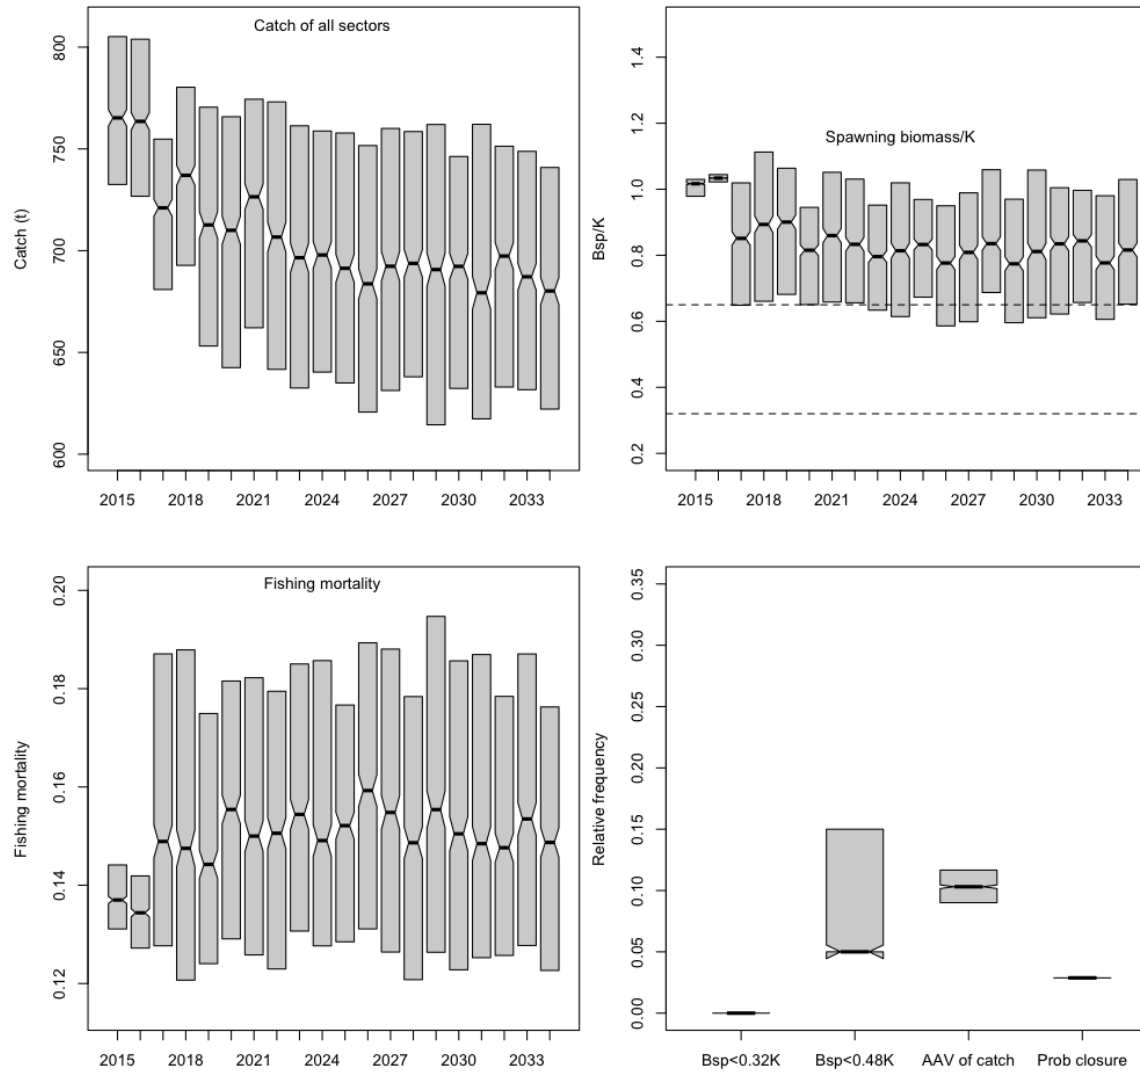 Catch of all sectors
Catch (t)
800
750
700
650
600
2015 2018 2021 2024 2027 2030 2033
Spawning biomass/K
Bsp/K
1.4
1.2
1.0
0.8
0.6
0.4
0.2
2015 2018 2021 2024 2027 2030 2033
Fishing mortality
Fishing mortality
0.20
0.18
0.16
0.14
0.12
2015 2018 2021 2024 2027 2030 2033
Relative frequency
0.35
0.30
0.25
0.20
0.15
0.10
0.05
0.00
Bsp<0.32K Bsp<0.48K AAV of catch Prob closure